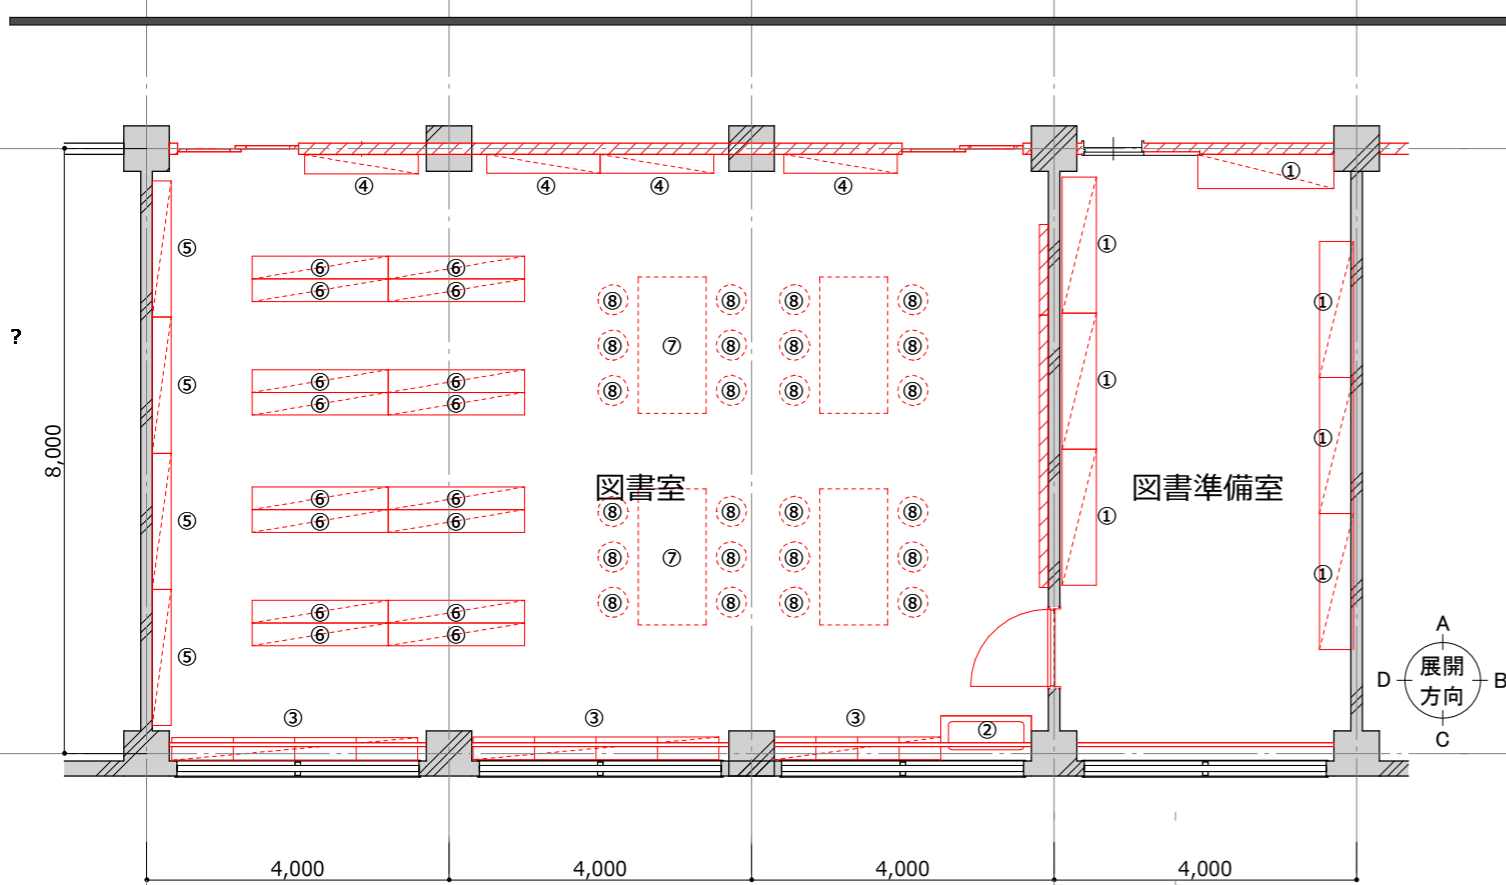 ④ ④ ④ ④ ①
⑤ ① ①
⑥ ⑥
⑥ ⑥
⑧ ⑧ ⑧ ⑧
?
⑧ ⑦ ⑧ ⑧ ⑧
⑧ ⑧ ⑧ ⑧
⑤ ⑥ ⑥ ①
⑥ ⑥
①
図書室 図書準備室
⑥ ⑥
⑥ ⑥
⑧ ⑧ ⑧ ⑧
⑤ ①
⑧ ⑦ ⑧ ⑧ ⑧
①
⑧ ⑧ ⑧ ⑧
⑥ ⑥
⑥ ⑥
⑤
③ ③ ③ ②
8,000
A
D 展開 B
方向
C
4,000 4,000 4,000 4,000